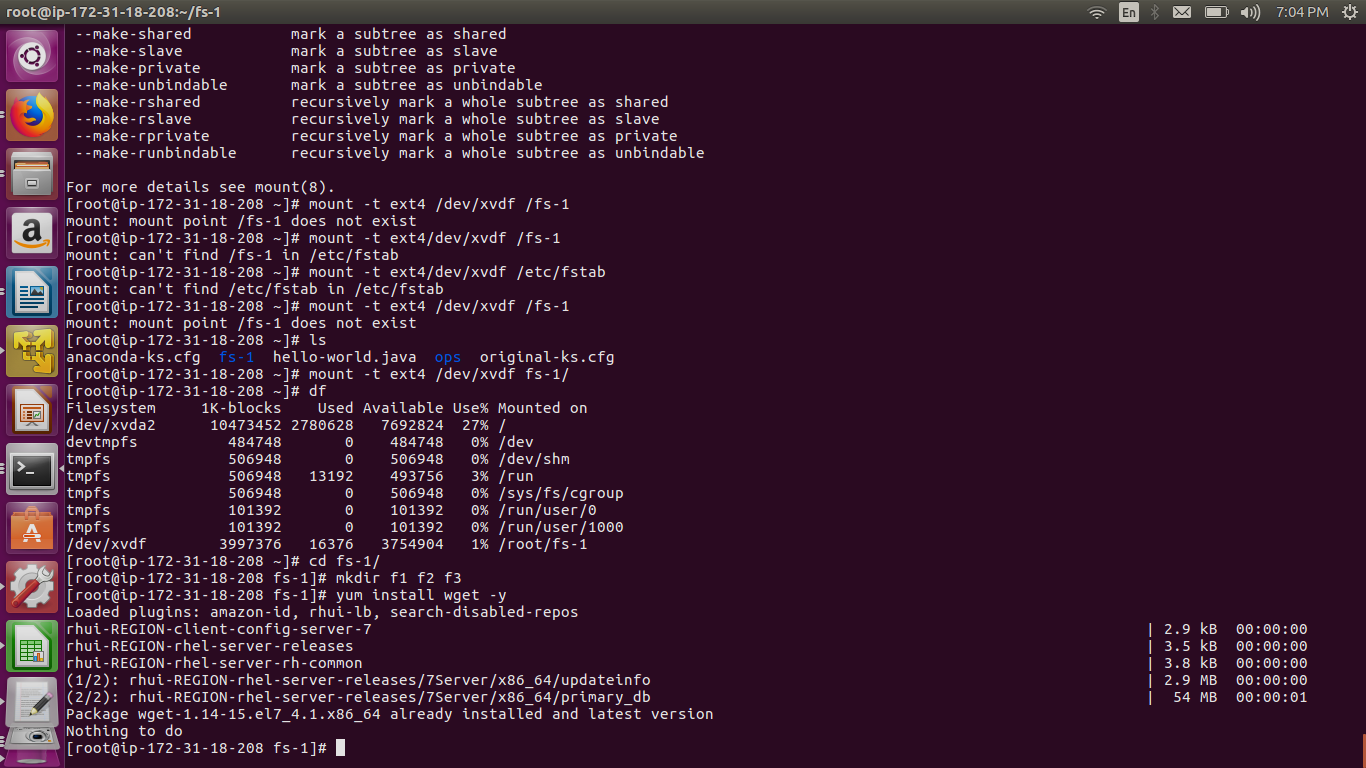 root@ip-172-31-18-208:~/fs-1 En 7:04 PM
--make-shared mark a subtree as shared
--make-slave mark a subtree as slave
--make-private mark a subtree as private
--make-unbindable mark a subtree as unbindable
--make-rshared recursively mark a whole subtree as shared
--make-rslave recursively mark a whole subtree as slave
--make-rprivate recursively mark a whole subtree as private
--make-runbindable recursively mark a whole subtree as unbindable
For more details see mount(8).
[root@ip-172-31-18-208 ~]# mount -t ext4 /dev/xvdf /fs-1
mount: mount point /fs-1 does not exist
[root@ip-172-31-18-208 ~]# mount -t ext4/dev/xvdf /fs-1
mount: can't find /fs-1 in /etc/fstab
[root@ip-172-31-18-208 ~]# mount -t ext4/dev/xvdf /etc/fstab
mount: can't find /etc/fstab in /etc/fstab
[root@ip-172-31-18-208 ~]# mount -t ext4 /dev/xvdf /fs-1
mount: mount point /fs-1 does not exist
[root@ip-172-31-18-208 ~]# ls
anaconda-ks.cfg fs-1 hello-world.java ops original-ks.cfg
[root@ip-172-31-18-208 ~]# mount -t ext4 /dev/xvdf fs-1/
[root@ip-172-31-18-208 ~]# df
Filesystem 1K-blocks Used Available Use% Mounted on
/dev/xvda2 10473452 2780628 7692824 27% /
devtmpfs 484748 0 484748 0% /dev
tmpfs 506948 0 506948 0% /dev/shm
tmpfs 506948 13192 493756 3% /run
tmpfs 506948 0 506948 0% /sys/fs/cgroup
tmpfs 101392 0 101392 0% /run/user/0
tmpfs 101392 0 101392 0% /run/user/1000
/dev/xvdf 3997376 16376 3754904 1% /root/fs-1
[root@ip-172-31-18-208 ~]# cd fs-1/
[root@ip-172-31-18-208 fs-1]# mkdir f1 f2 f3
[root@ip-172-31-18-208 fs-1]# yum install wget -y
Loaded plugins: amazon-id, rhui-lb, search-disabled-repos
rhui-REGION-client-config-server-7 | 2.9 kB 00:00:00
rhui-REGION-rhel-server-releases | 3.5 kB 00:00:00
rhui-REGION-rhel-server-rh-common | 3.8 kB 00:00:00
(1/2): rhui-REGION-rhel-server-releases/7Server/x86_64/updateinfo | 2.9 MB 00:00:00
(2/2): rhui-REGION-rhel-server-releases/7Server/x86_64/primary_db | 54 MB 00:00:01
Package wget-1.14-15.el7_4.1.x86_64 already installed and latest version
Nothing to do
[root@ip-172-31-18-208 fs-1]#